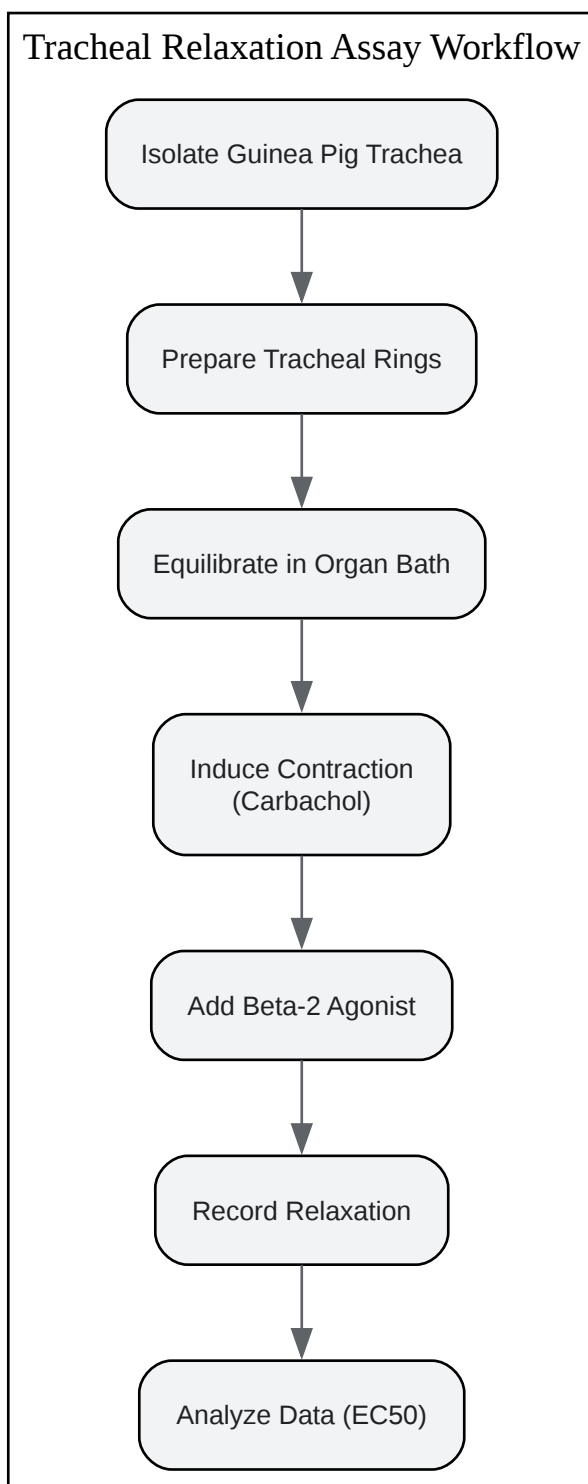 Tracheal Relaxation Assay Workflow
Isolate Guinea Pig Trachea
Prepare Tracheal Rings
Equilibrate in Organ Bath
Induce Contraction
(Carbachol)
Add Beta-2 Agonist
Record Relaxation
Analyze Data (EC50)